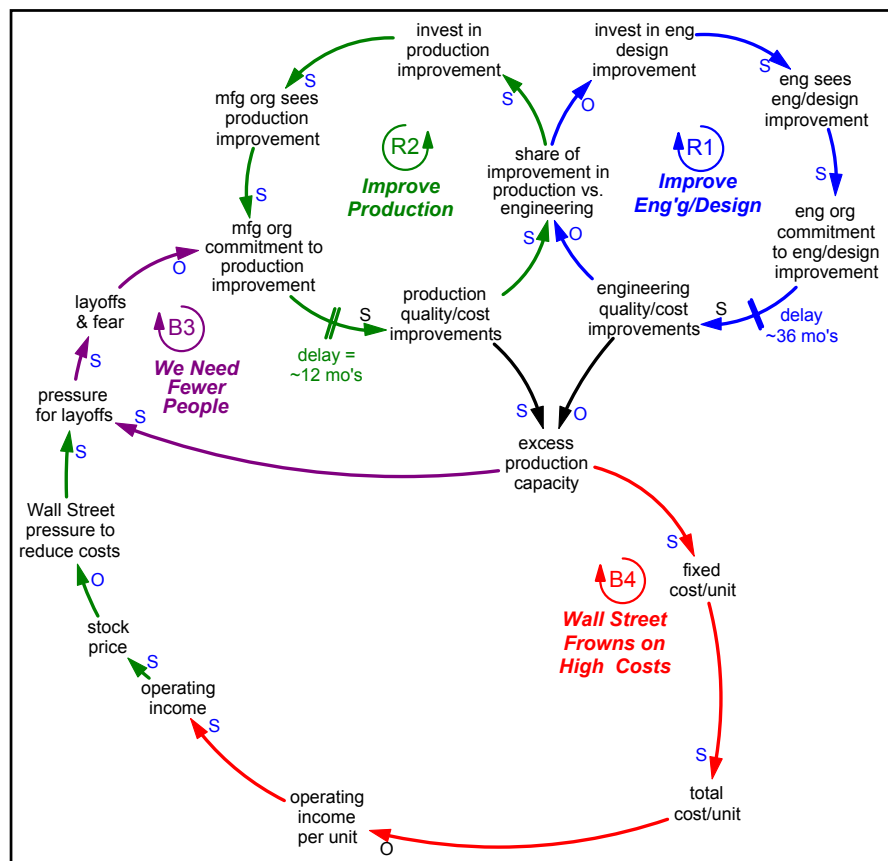 invest in
production
improvement
invest in eng
design
improvement
S
S
mfg org sees
production
improvement
eng sees
eng/design
improvement
S
O
R2
Improve
Production
share of
improvement in
production vs.
engineering
R1
Improve
Eng'g/Design
S
S
mfg org
commitment to
production
improvement
eng org
commitment
to eng/design
improvement
S
O
O
layoffs
& fear
B3
We Need
Fewer
People
S
production
quality/cost
improvements
engineering
quality/cost
improvements
S
delay =
~12 mo's
delay
~36 mo's
S
pressure
for layoffs
S
S
O
excess
production
capacity
S
Wall Street
pressure to
reduce costs
S
fixed
cost/unit
B4
Wall Street
Frowns on
High Costs
O
stock
price
S
operating
income
S
S
total
cost/unit
operating
income
per unit
O